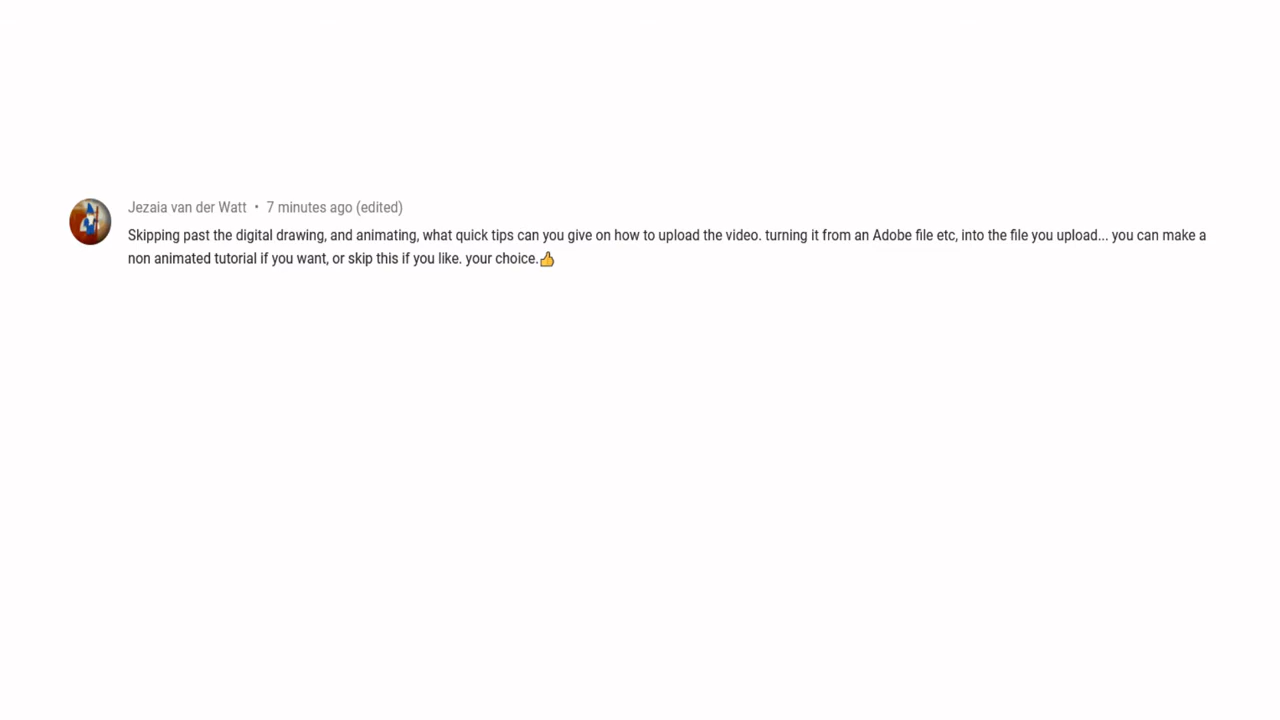 Jezaia van der Watt • 7 minutes ago (edited)
Skipping past the digital drawing, and animating, what quick tips can you give on how to upload the video. turning it from an Adobe file etc, into the file you upload... you can make a
non animated tutorial if you want, or skip this if you like. your choice.👍